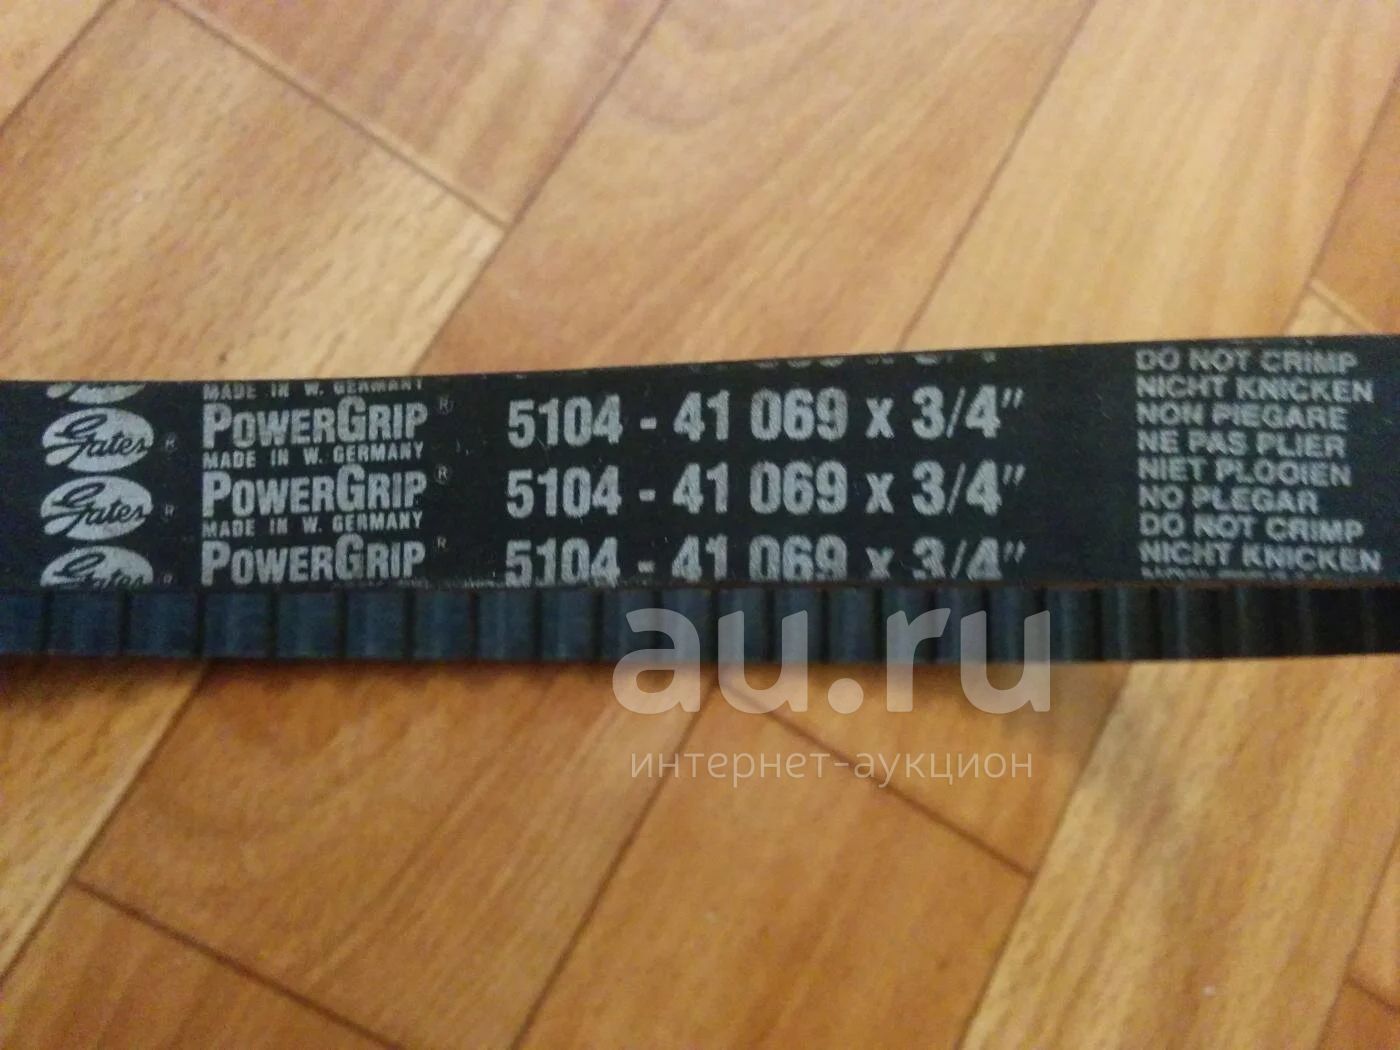 MADE IN W. GERMANY
Gates ® POWERGRIP ® 5104 - 41 069 x 3/4"
MADE IN W. GERMANY
Gates ® POWERGRIP ® 5104 - 41 069 x 3/4"
MADE IN W. GERMANY
Gates ® POWERGRIP ® 5104 - 41 069 x 3/4"
DO NOT CRIMP
NICHT KNICKEN
NON PIEGARE
NE PAS PLIER
NIET PLOOIEN
NO PLEGAR
DO NOT CRIMP
NICHT KNICKEN
au.ru
интернет-аукцион